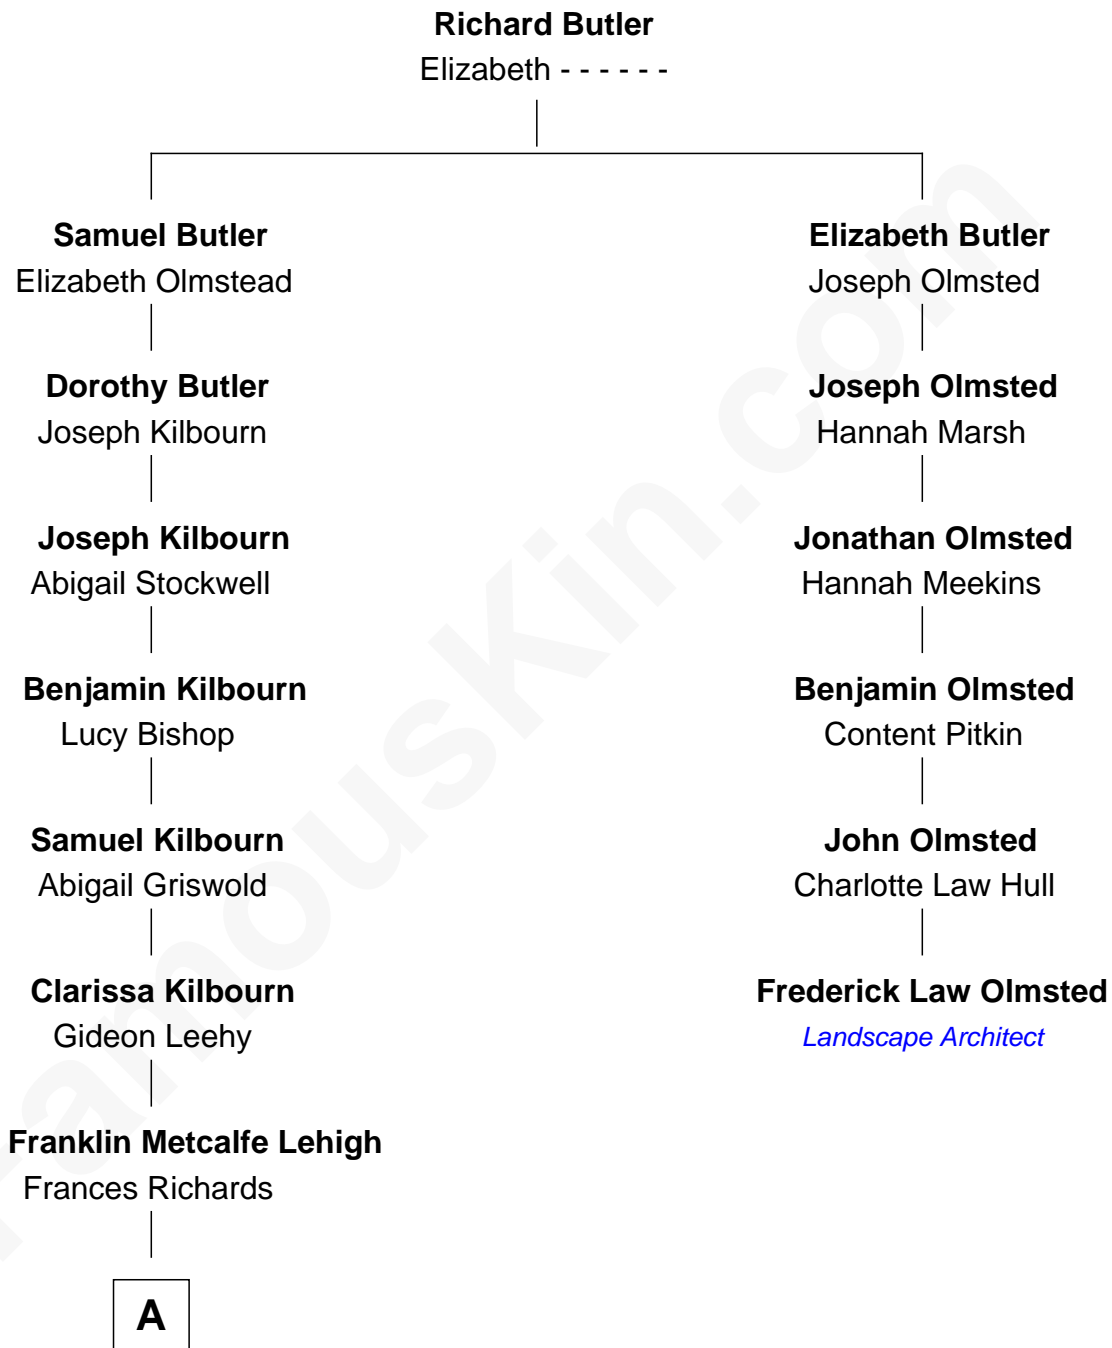 Richard Butler
Elizabeth - - - - - -
Samuel Butler
Elizabeth Olmstead
Dorothy Butler
Joseph Kilbourn
Joseph Kilbourn
Abigail Stockwell
Benjamin Kilbourn
Lucy Bishop
Samuel Kilbourn
Abigail Griswold
Clarissa Kilbourn
Gideon Leehy
Franklin Metcalfe Lehigh
Frances Richards
A
Elizabeth Butler
Joseph Olmsted
Joseph Olmsted
Hannah Marsh
Jonathan Olmsted
Hannah Meekins
Benjamin Olmsted
Content Pitkin
John Olmsted
Charlotte Law Hull
Frederick Law Olmsted
Landscape Architect
FamousKin.com